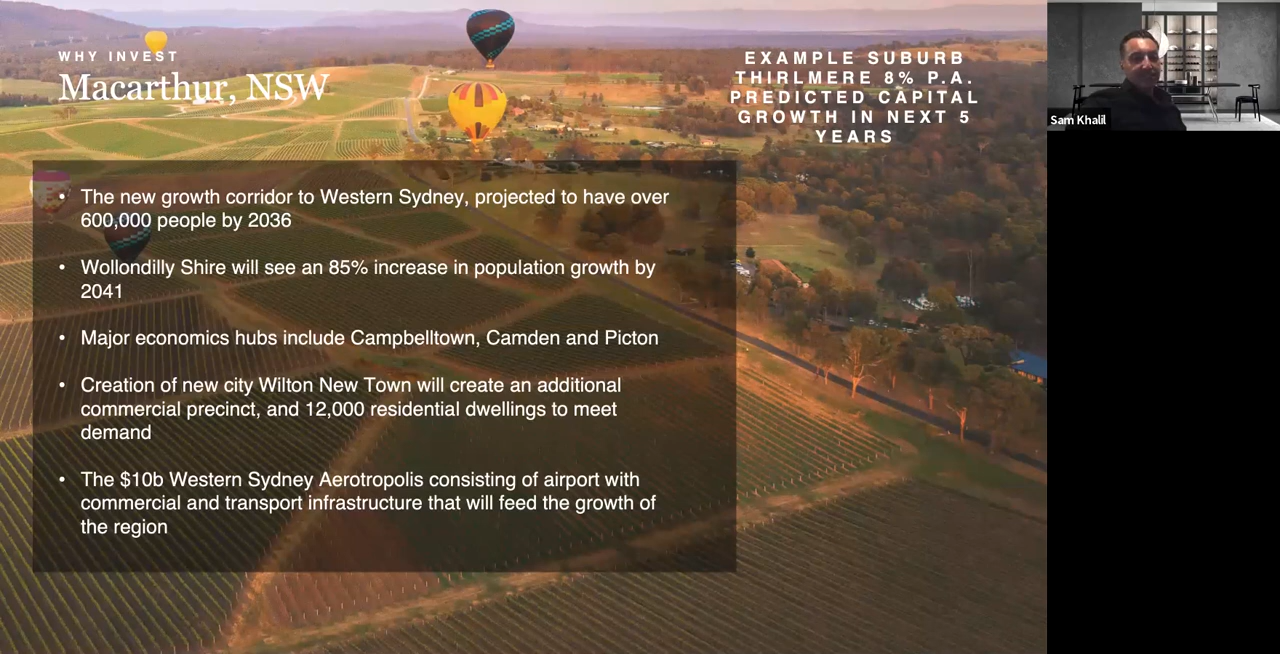 WHY INVEST
Macarthur, NSW
EXAMPLE SUBURB
THIRLMERE 8% P.A.
PREDICTED CAPITAL
GROWTH IN NEXT 5
YEARS
• The new growth corridor to Western Sydney, projected to have over
600,000 people by 2036
• Wollondilly Shire will see an 85% increase in population growth by
2041
• Major economics hubs include Campbelltown, Camden and Picton
• Creation of new city Wilton New Town will create an additional
commercial precinct, and 12,000 residential dwellings to meet
demand
• The $10b Western Sydney Aerotropolis consisting of airport with
commercial and transport infrastructure that will feed the growth of
the region
Sam Khalil